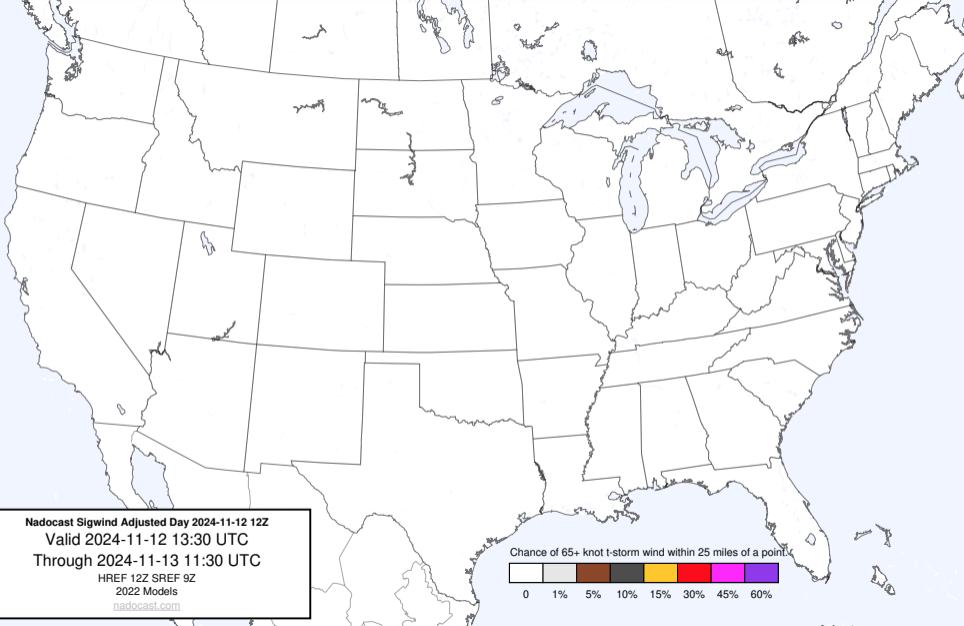 Nadocast Sigwind Adjusted Day 2024-11-12 12Z
Valid 2024-11-12 13:30 UTC
Through 2024-11-13 11:30 UTC
HREF 12Z SREF 9Z
2022 Models
nadocast.com
Chance of 65+ knot t-storm wind within 25 miles of a point.
0 1% 5% 10% 15% 30% 45% 60%